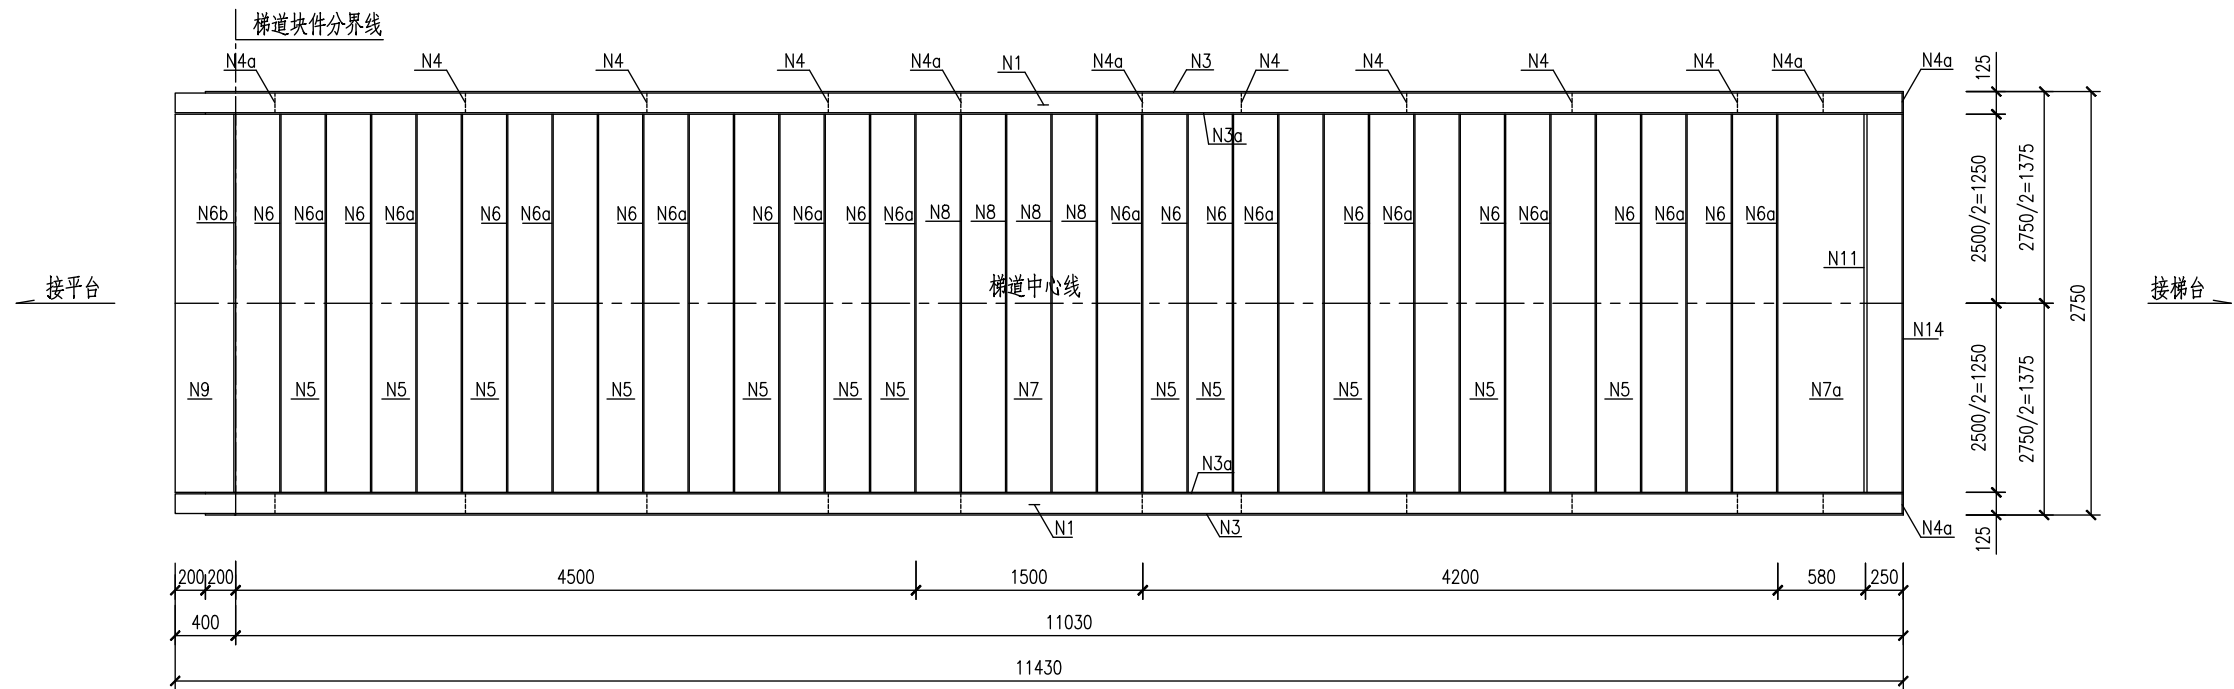 梯道块件分界线
N4a N4 N4 N4 N4a N1 N4a N3 N4 N4 N4 N4 N4a N4a
125
N3a
N6b N6 N6a N6 N6a N6 N6a N6 N6a N6 N6a N6 N6a N8 N8 N8 N8 N6a N6 N6 N6a N6 N6a N6 N6a N6 N6a N6 N6a
2500/2=1250
2750/2=1375
N11
接平台
梯道中心线
2750
接梯台
N14
N9 N5 N5 N5 N5 N5 N5 N5 N7 N5 N5 N5 N5 N5 N7a
2500/2=1250
2750/2=1375
N3a
N1 N3 N4a
125
200 200 4500 1500 4200 580 250
400 11030
11430